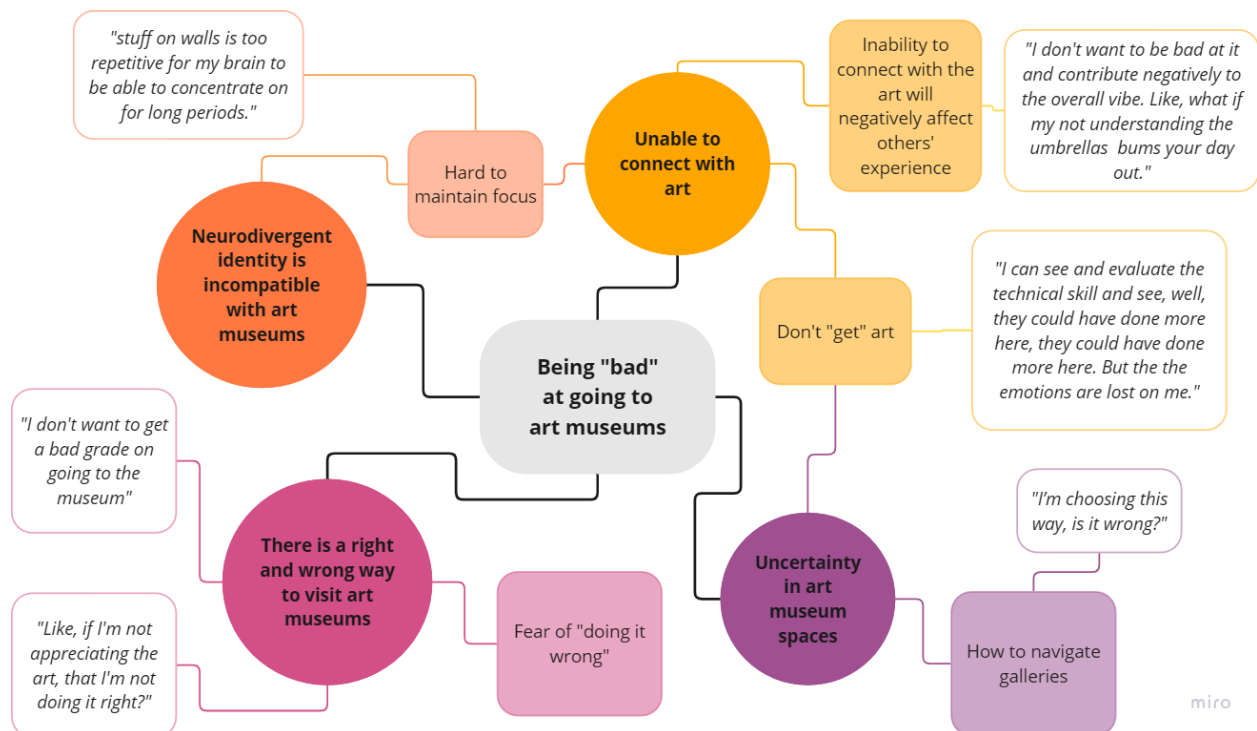 "stuff on walls is too
repetitive for my brain to
be able to concentrate on
for long periods."
Hard to
maintain focus
Unable to
connect with
art
Inability to
connect with the
art will
negatively affect
others'
experience
"I don't want to be bad at it
and contribute negatively to
the overall vibe. Like, what if
my not understanding the
umbrellas  bums your day
out."
Neurodivergent
identity is
incompatible
with art
museums
Don't "get" art
"I can see and evaluate the
technical skill and see, well,
they could have done more
here, they could have done
more here. But the the
emotions are lost on me."
Being "bad"
at going to
art museums
"I don't want to get
a bad grade on
going to the
museum"
There is a right
and wrong way
to visit art
museums
"Like, if I'm not
appreciating the
art, that I'm not
doing it right?"
Fear of "doing it
wrong"
Uncertainty
in art
museum
spaces
"I'm choosing this
way, is it wrong?"
How to navigate
galleries
miro